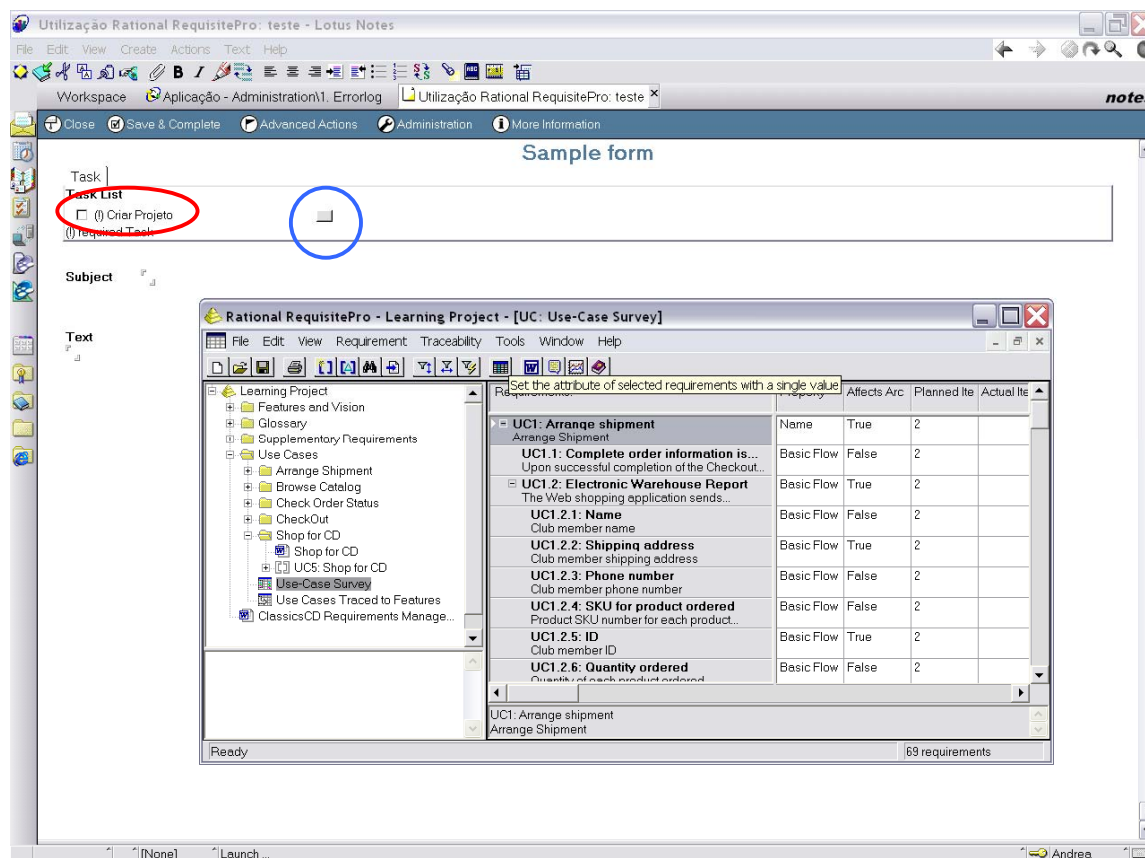 Utilização Rational RequisitePro: teste - Lotus Notes
File Edit View Create Actions Text Help
Workspace Aplicação - Administration\1. Errorlog Utilização Rational RequisitePro: teste
Close Save & Complete Advanced Actions Administration More Information
Sample form
Task
Task List
(!) Criar Projeto
(!) required Task
Subject
Text
Rational RequisitePro - Learning Project - [UC: Use-Case Survey]
File Edit View Requirement Traceability Tools Window Help
Set the attribute of selected requirements with a single value
Learning Project
Features and Vision
Glossary
Supplementary Requirements
Use Cases
Arrange Shipment
Browse Catalog
Check Order Status
CheckOut
Shop for CD
Shop for CD
UC5: Shop for CD
Use-Case Survey
Use Cases Traced to Features
ClassicsCD Requirements Manage...
Requirements: Property Affects Arc Planned Ite Actual Ite
UC1: Arrange shipment Name True 2
Arrange Shipment
UC1.1: Complete order information is... Basic Flow False 2
Upon successful completion of the Checkout...
UC1.2: Electronic Warehouse Report Basic Flow True 2
The Web shopping application sends...
UC1.2.1: Name Basic Flow False 2
Club member name
UC1.2.2: Shipping address Basic Flow True 2
Club member shipping address
UC1.2.3: Phone number Basic Flow False 2
Club member phone number
UC1.2.4: SKU for product ordered Basic Flow False 2
Product SKU number for each product...
UC1.2.5: ID Basic Flow True 2
Club member ID
UC1.2.6: Quantity ordered Basic Flow False 2
Quantity of each product ordered
UC1: Arrange shipment
Arrange Shipment
Ready 69 requirements
[None] Launch ... Andrea